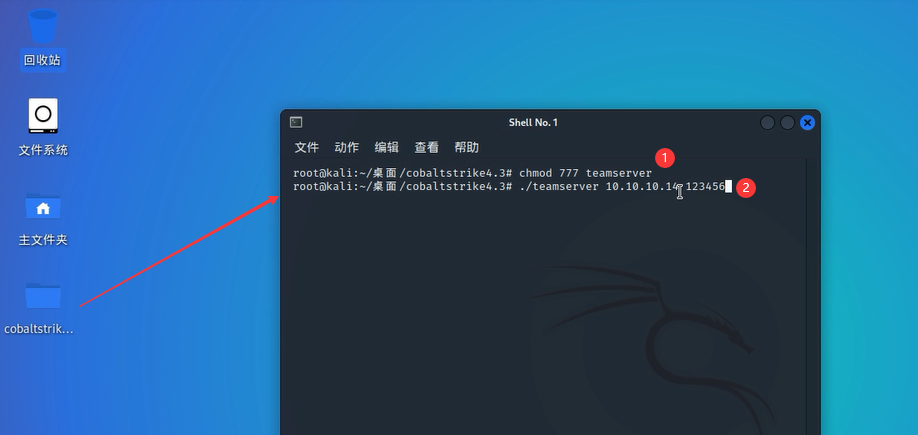 回收站
文件系统
主文件夹
cobaltstrik...
Shell No. 1
文件 动作 编辑 查看 帮助
1
root@kali:~/桌面/cobaltstrike4.3# chmod 777 teamserver
root@kali:~/桌面/cobaltstrike4.3# ./teamserver 10.10.10.14 123456
2